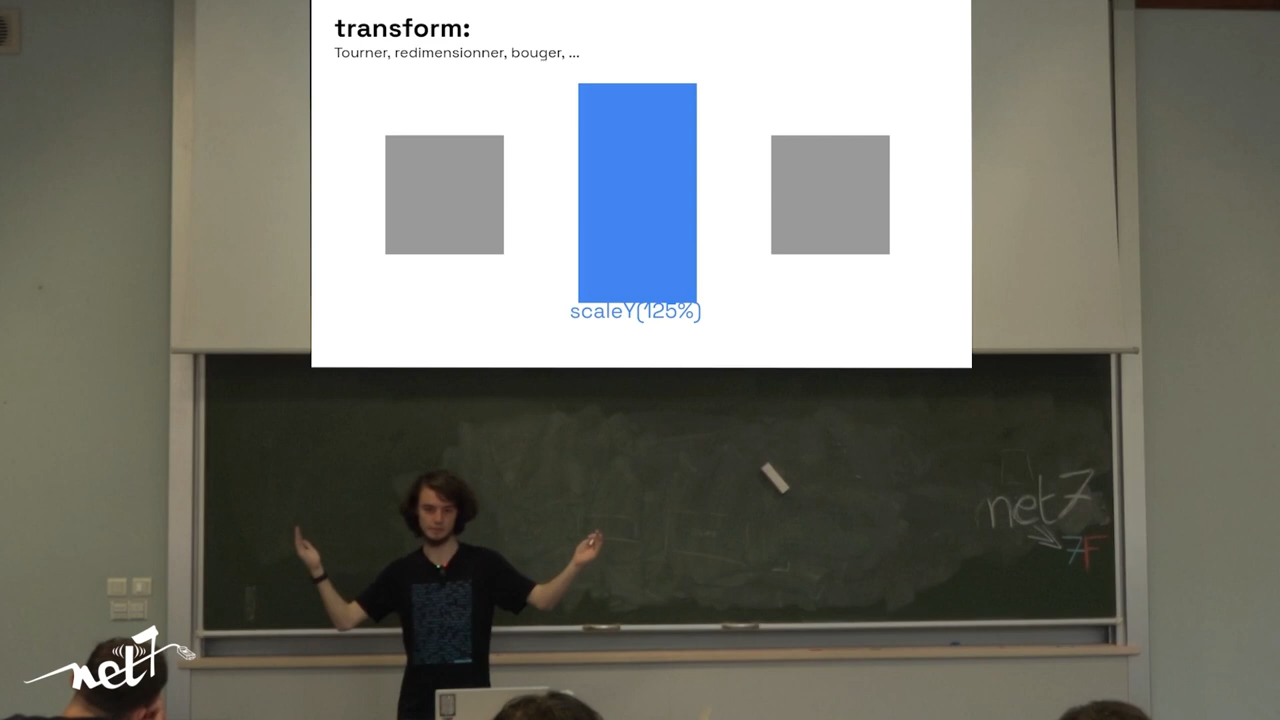 transform:
Tourner, redimensionner, bouger, ...
scaleY(125%)
net7
7F
net7